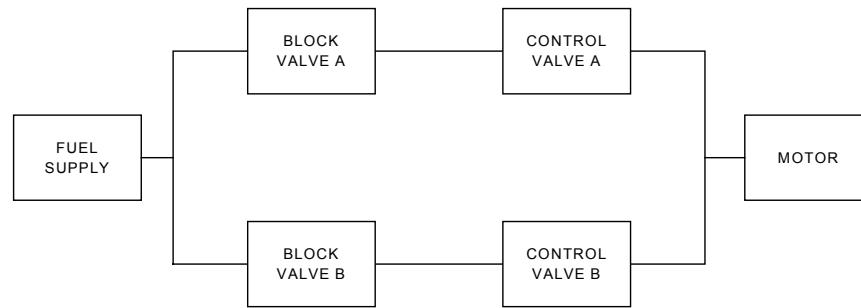 BLOCK
VALVE A
CONTROL
VALVE A
FUEL
SUPPLY
MOTOR
BLOCK
VALVE B
CONTROL
VALVE B